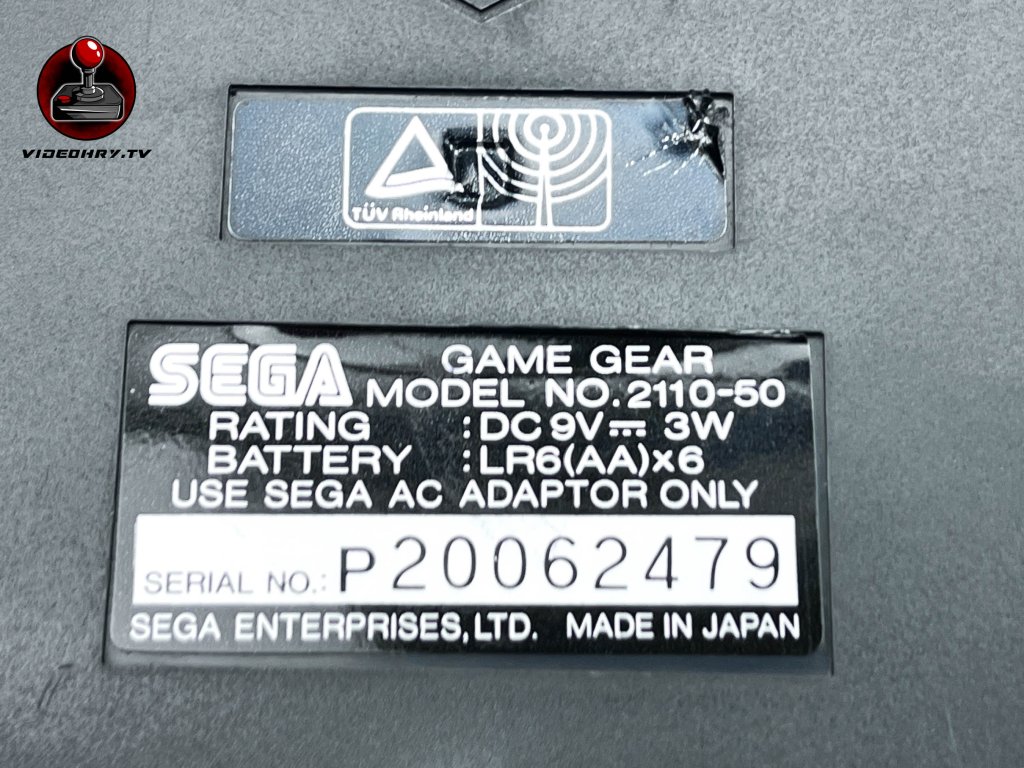 VIDEOHRY.TV
TÜV Rheinland
SEGA GAME GEAR
MODEL NO. 2110-50
RATING : DC 9V⎓ 3W
BATTERY : LR6(AA)x6
USE SEGA AC ADAPTOR ONLY
SERIAL NO.: P20062479
SEGA ENTERPRISES,LTD. MADE IN JAPAN